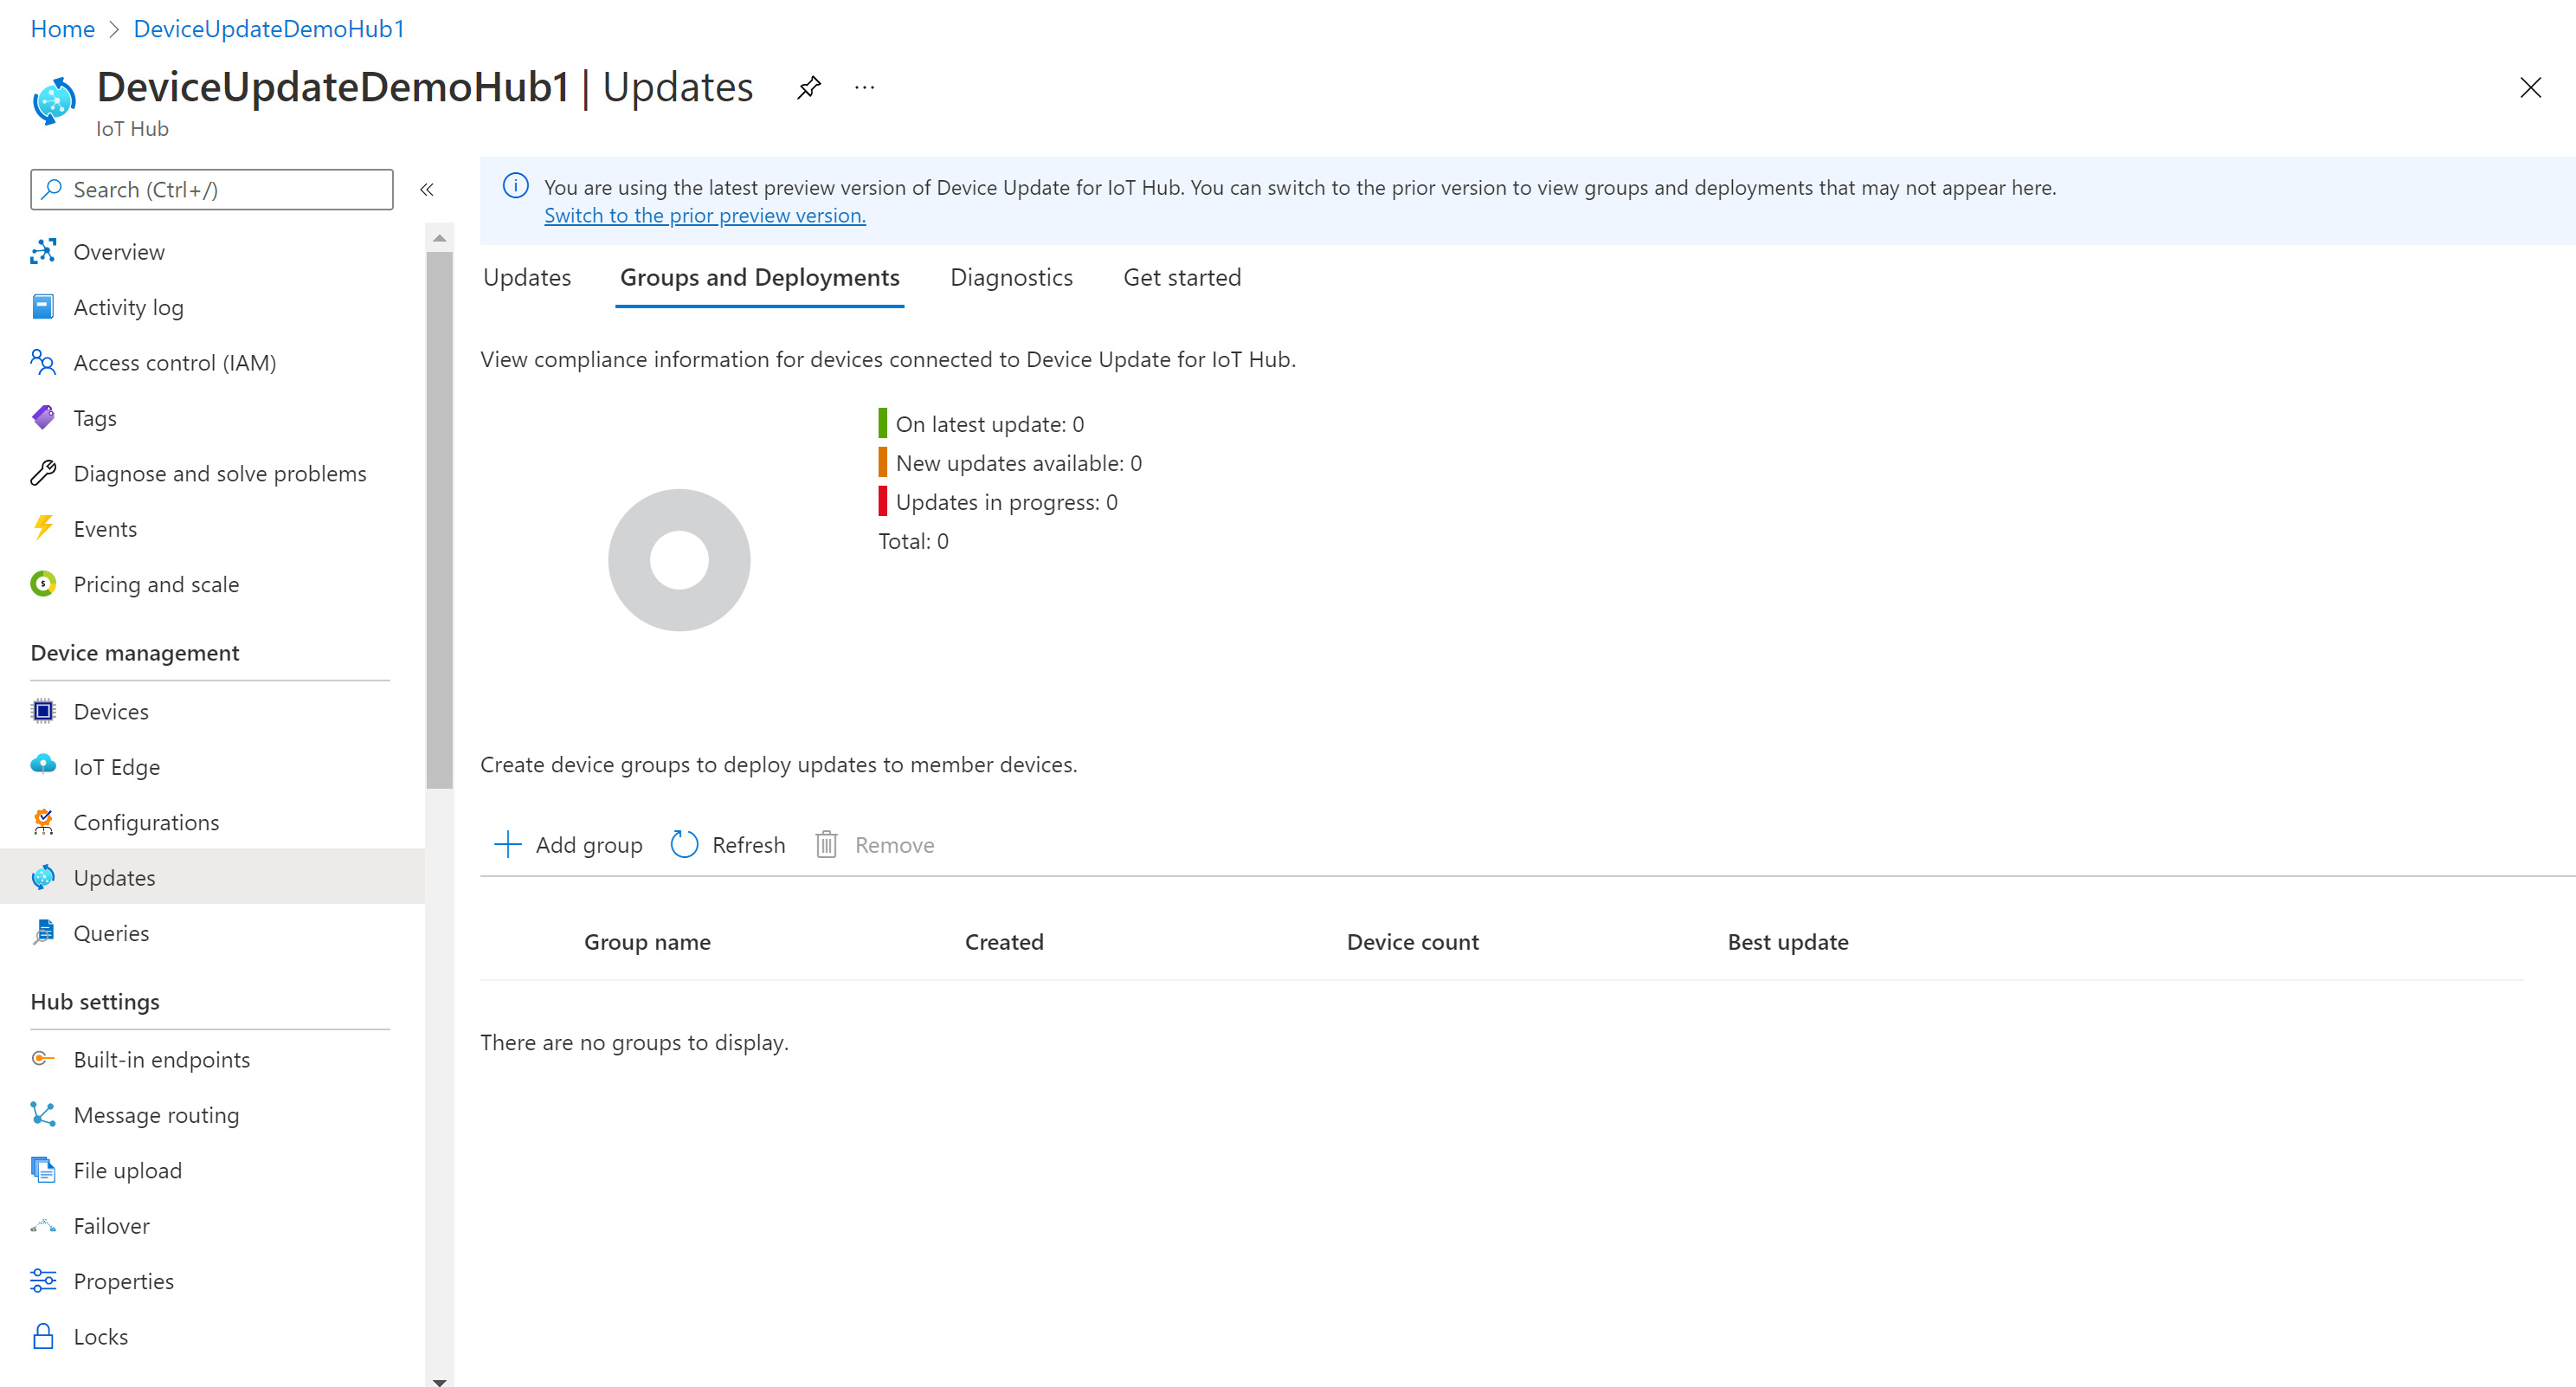 Home > DeviceUpdateDemoHub1
DeviceUpdateDemoHub1 | Updates ...
IoT Hub
Search (Ctrl+/)
«
Overview
Activity log
Access control (IAM)
Tags
Diagnose and solve problems
Events
Pricing and scale
Device management
Devices
IoT Edge
Configurations
Updates
Queries
Hub settings
Built-in endpoints
Message routing
File upload
Failover
Properties
Locks
You are using the latest preview version of Device Update for IoT Hub. You can switch to the prior version to view groups and deployments that may not appear here.
Switch to the prior preview version.
Updates Groups and Deployments Diagnostics Get started
View compliance information for devices connected to Device Update for IoT Hub.
On latest update: 0
New updates available: 0
Updates in progress: 0
Total: 0
Create device groups to deploy updates to member devices.
Add group Refresh Remove
Group name Created Device count Best update
There are no groups to display.